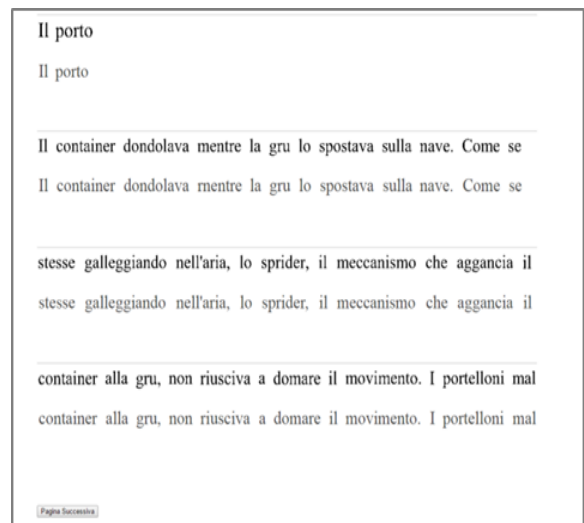 Il porto
Il porto
Il container dondolava mentre la gru lo spostava sulla nave. Come se
Il container dondolava mentre la gru lo spostava sulla nave. Come se
stesse galleggiando nell'aria, lo sprider, il meccanismo che aggancia il
stesse galleggiando nell'aria, lo sprider, il meccanismo che aggancia il
container alla gru, non riusciva a domare il movimento. I portelloni mal
container alla gru, non riusciva a domare il movimento. I portelloni mal
Pagina Successiva